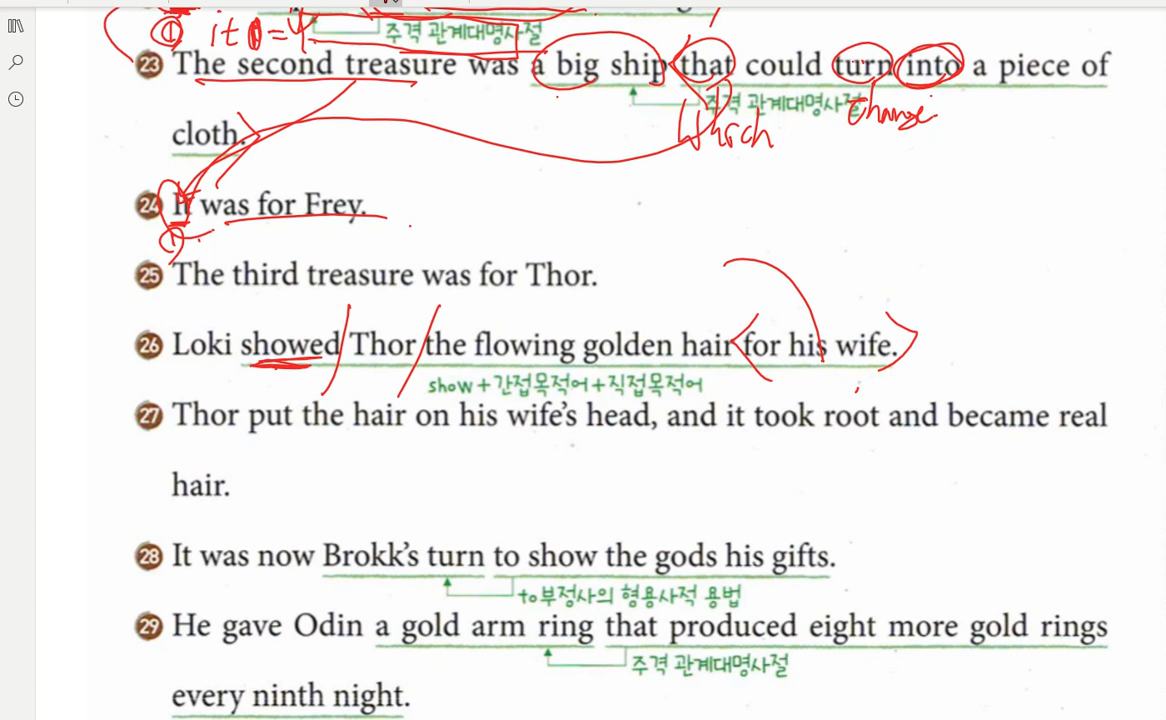 ① it
주격 관계대명사절
23 The second treasure was a big ship that could turn into a piece of
주격 관계대명사절
which change
cloth.
24 It was for Frey.
①
25 The third treasure was for Thor.
26 Loki showed Thor the flowing golden hair for his wife.
show + 간접목적어 + 직접목적어
27 Thor put the hair on his wife's head, and it took root and became real
hair.
28 It was now Brokk's turn to show the gods his gifts.
to부정사의 형용사적 용법
29 He gave Odin a gold arm ring that produced eight more gold rings
주격 관계대명사절
every ninth night.